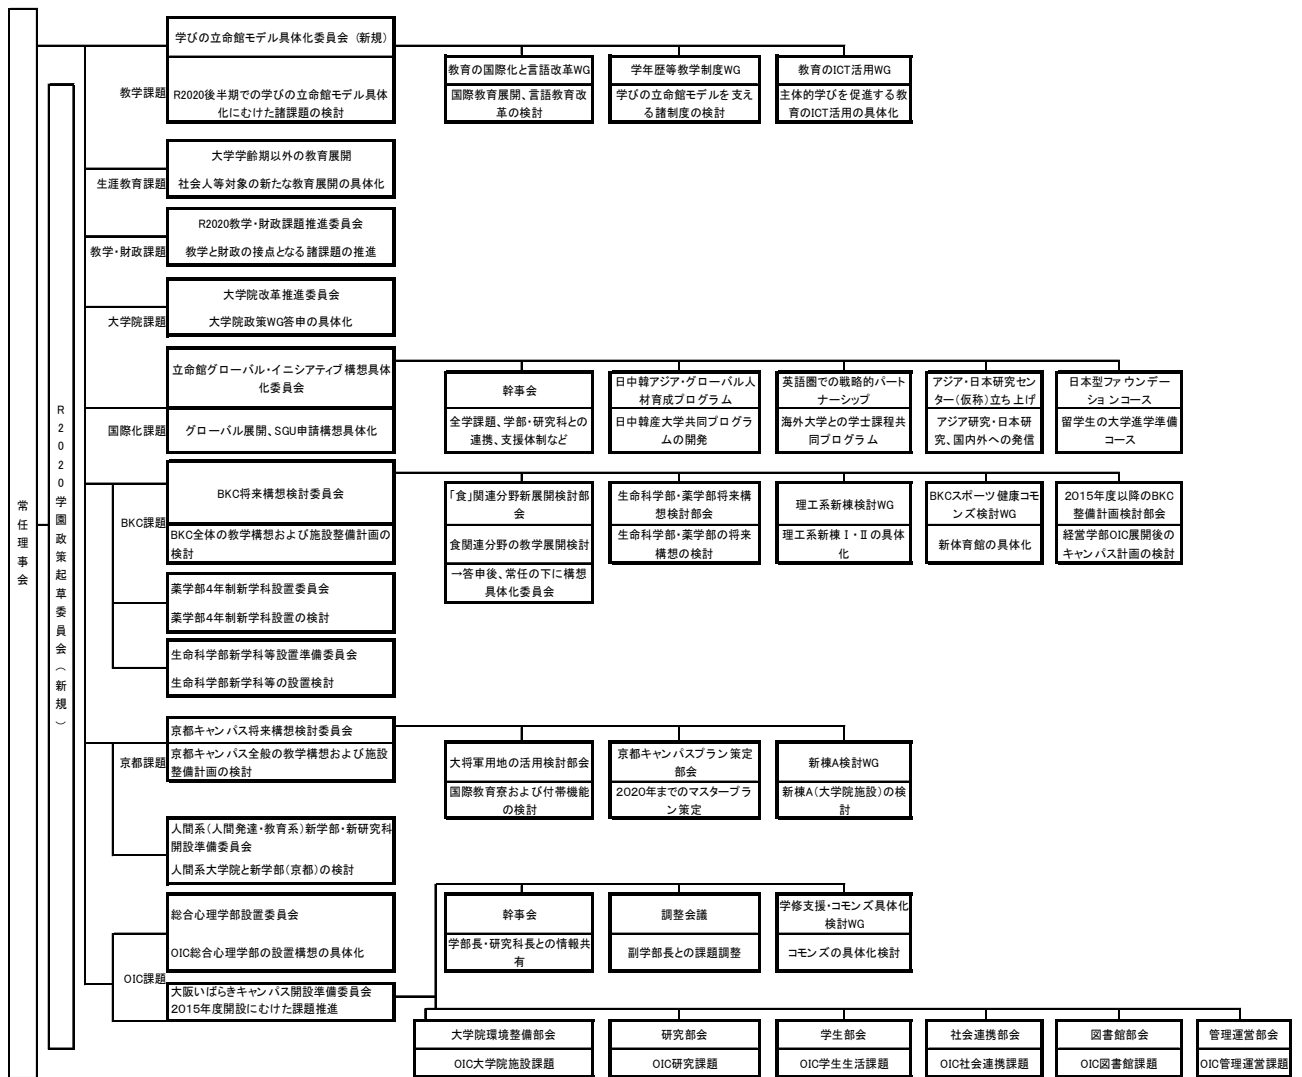 常任理事会
R2020学園政策起草委員会（新規）
教学課題
学びの立命館モデル具体化委員会（新規）
R2020後半期での学びの立命館モデル具体
化にむけた諸課題の検討
教育の国際化と言語改革WG
国際教育展開、言語教育改
革の検討
学年歴等教学制度WG
学びの立命館モデルを支え
る諸制度の検討
教育のICT活用WG
主体的学びを促進する教
育のICT活用の具体化
生涯教育課題
大学学齢期以外の教育展開
社会人等対象の新たな教育展開の具体化
教学・財政課題
R2020教学・財政課題推進委員会
教学と財政の接点となる諸課題の推進
大学院課題
大学院改革推進委員会
大学院政策WG答申の具体化
国際化課題
立命館グローバル・イニシアティブ構想具体
化委員会
グローバル展開、SGU申請構想具体化
幹事会
全学課題、学部・研究科との
連携、支援体制など
日中韓アジア・グローバル人
材育成プログラム
日中韓産大学共同プログラ
ムの開発
英語圏での戦略的パート
ナーシップ
海外大学との学士課程共
同プログラム
アジア・日本研究セン
ター（仮称）立ち上げ
アジア研究・日本研
究、国内外への発信
日本型ファウンデー
ションコース
留学生の大学進学準備
コース
BKC課題
BKC将来構想検討委員会
BKC全体の教学構想および施設整備計画の
検討
「食」関連分野新展開検討部
会
食関連分野の教学展開検討
→答申後、常任の下に構想
具体化委員会
生命科学部・薬学部将来構
想検討部会
生命科学部・薬学部の将来
構想の検討
理工系新棟検討WG
理工系新棟Ⅰ・Ⅱの具体
化
BKCスポーツ健康コモ
ンズ検討WG
新体育館の具体化
2015年度以降のBKC
整備計画検討部会
経営学部OIC展開後の
キャンパス計画の検討
薬学部4年制新学科設置委員会
薬学部4年制新学科設置の検討
生命科学部新学科等設置準備委員会
生命科学部新学科等の設置検討
京都課題
京都キャンパス将来構想検討委員会
京都キャンパス全般の教学構想および施設
整備計画の検討
大将軍用地の活用検討部会
国際教育寮および付帯機能
の検討
京都キャンパスプラン策定
部会
2020年までのマスタープラ
ン策定
新棟A検討WG
新棟A（大学院施設）の検
討
人間系（人間発達・教育系）新学部・新研究科
開設準備委員会
人間系大学院と新学部（京都）の検討
OIC課題
総合心理学部設置委員会
OIC総合心理学部の設置構想の具体化
大阪いばらきキャンパス開設準備委員会
2015年度開設にむけた課題推進
幹事会
学部長・研究科長との情報共
有
調整会議
副学部長との課題調整
学修支援・コモンズ具体化
検討WG
コモンズの具体化検討
大学院環境整備部会
OIC大学院施設課題
研究部会
OIC研究課題
学生部会
OIC学生生活課題
社会連携部会
OIC社会連携課題
図書館部会
OIC図書館課題
管理運営部会
OIC管理運営課題